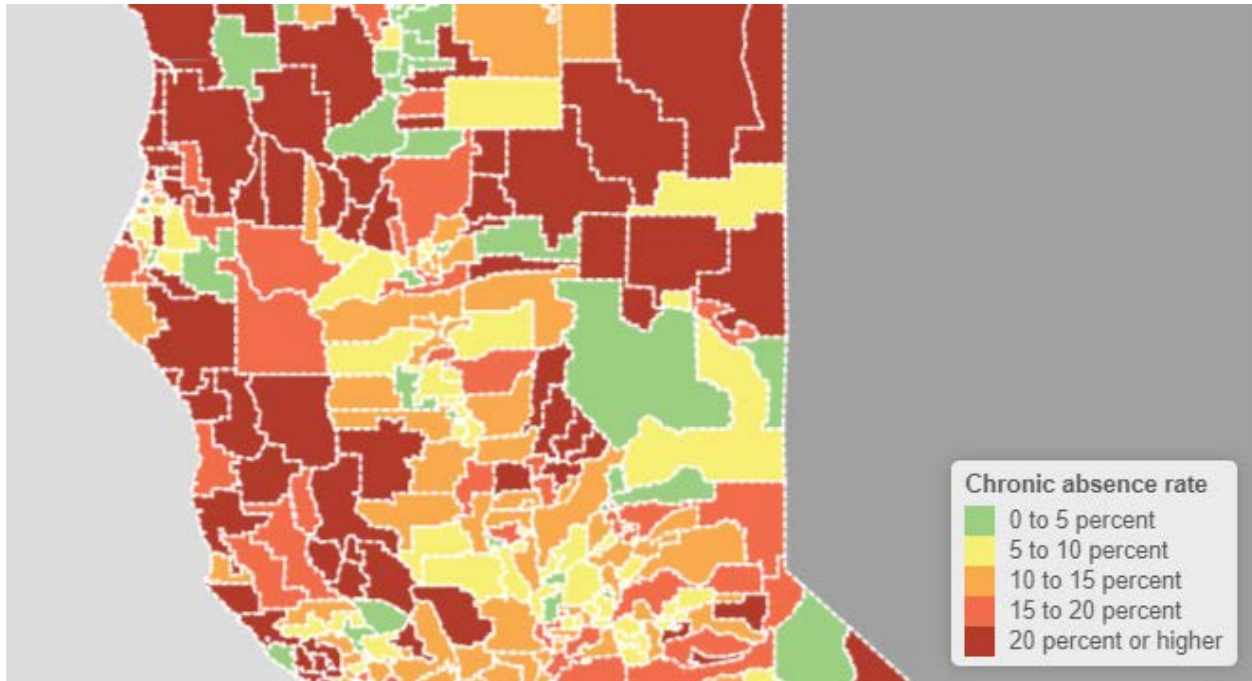 Chronic absence rate
0 to 5 percent
5 to 10 percent
10 to 15 percent
15 to 20 percent
20 percent or higher